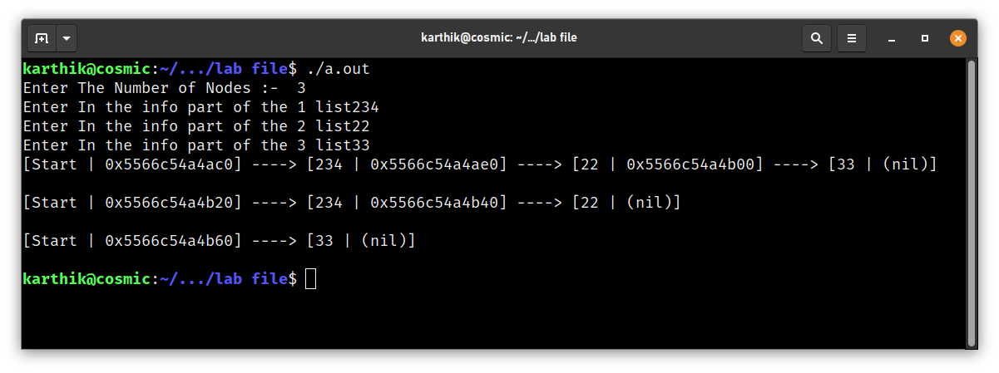 karthik@cosmic: ~/.../lab file
karthik@cosmic:~/.../lab file$ ./a.out
Enter The Number of Nodes :-  3
Enter In the info part of the 1 list234
Enter In the info part of the 2 list22
Enter In the info part of the 3 list33
[Start | 0x5566c54a4ac0] ----> [234 | 0x5566c54a4ae0] ----> [22 | 0x5566c54a4b00] ----> [33 | (nil)]
[Start | 0x5566c54a4b20] ----> [234 | 0x5566c54a4b40] ----> [22 | (nil)]
[Start | 0x5566c54a4b60] ----> [33 | (nil)]
karthik@cosmic:~/.../lab file$